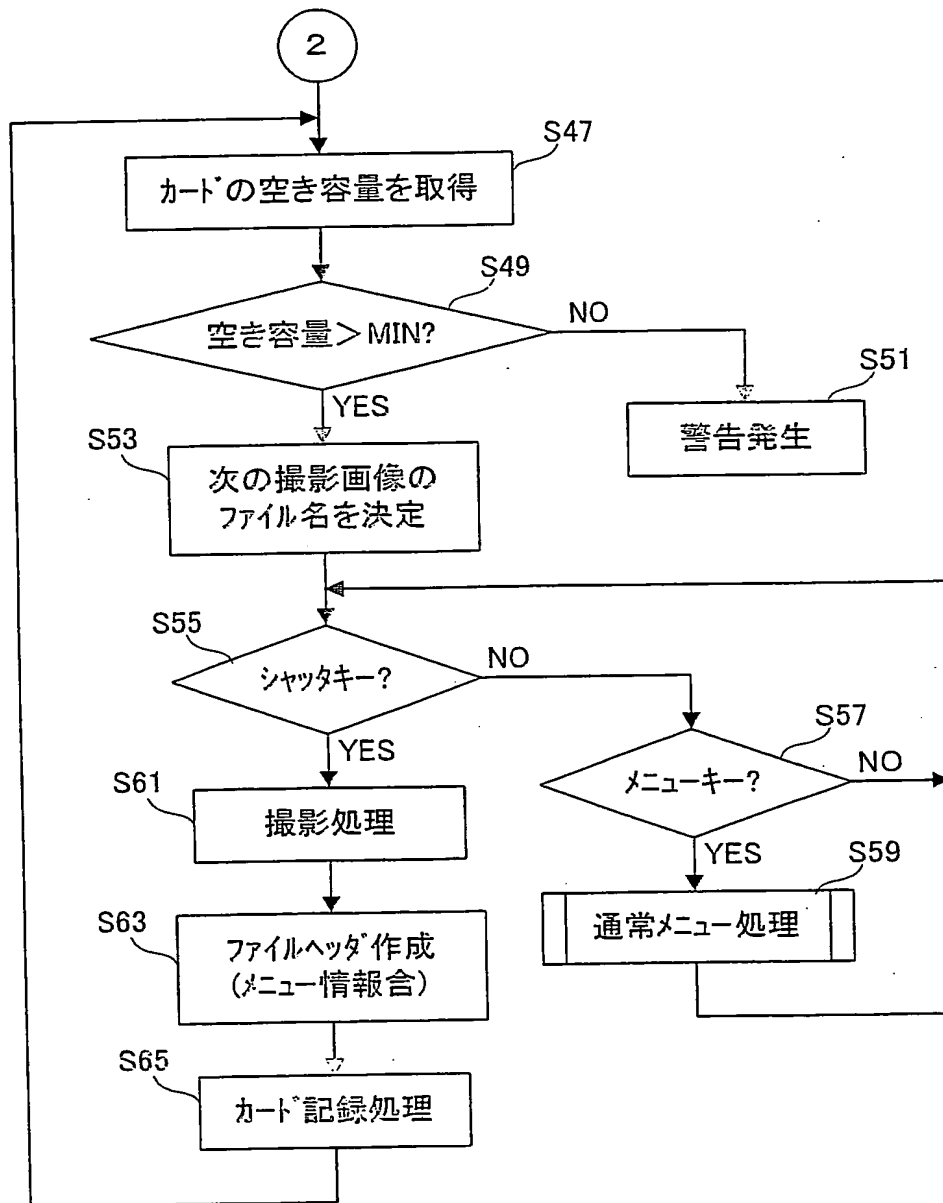 2
S47
カードの空き容量を取得
S49
空き容量＞MIN?
NO
YES
S51
警告発生
S53
次の撮影画像の
ファイル名を決定
S55
シャッタキー?
NO
YES
S57
メニューキー?
NO
YES
S59
通常メニュー処理
S61
撮影処理
S63
ファイルヘッダ作成
(メニュー情報含)
S65
カード記録処理